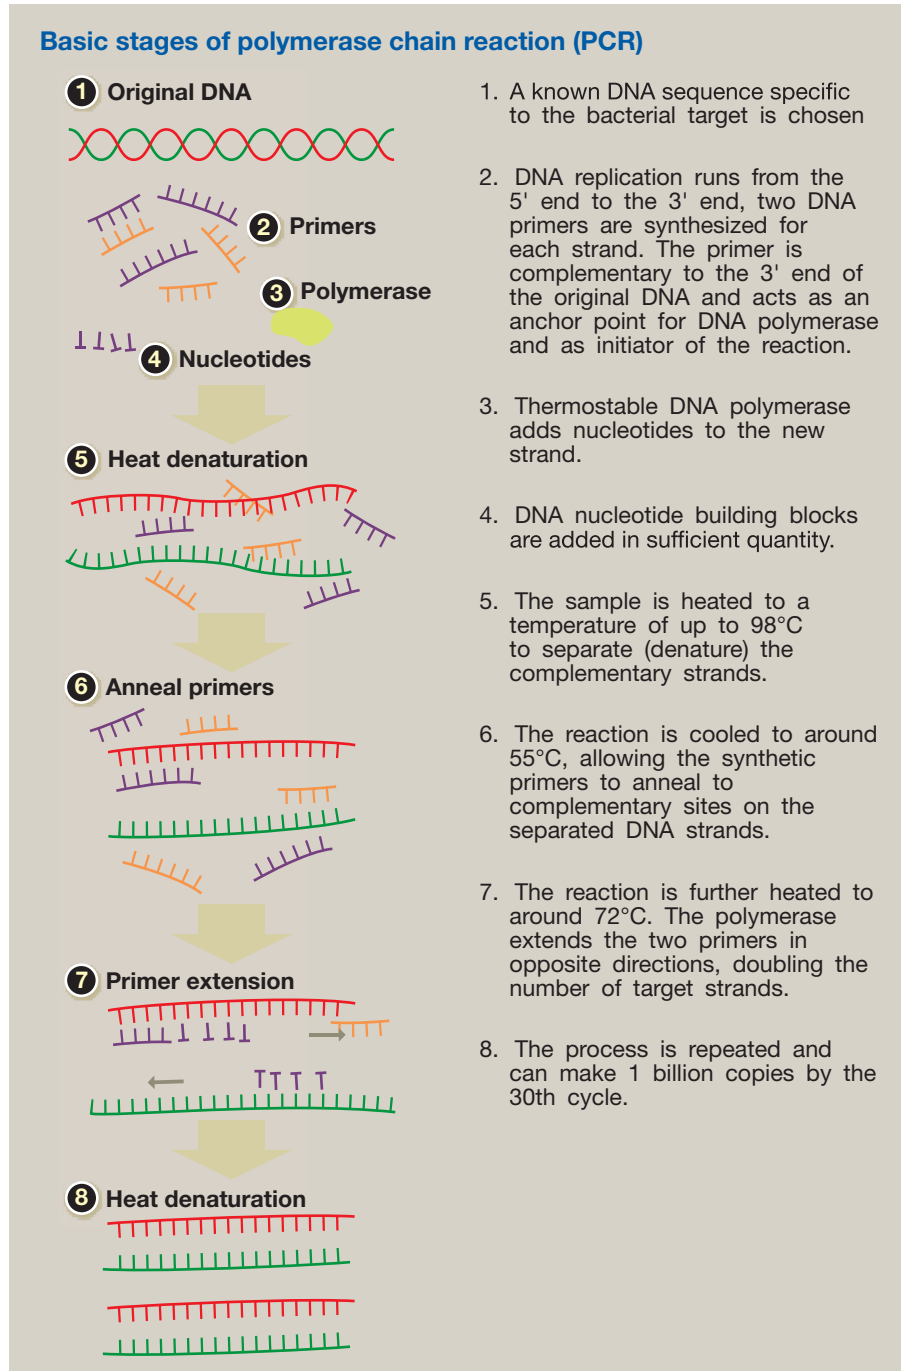 Basic stages of polymerase chain reaction (PCR)
1 Original DNA
2 Primers
3 Polymerase
4 Nucleotides
5 Heat denaturation
6 Anneal primers
7 Primer extension
8 Heat denaturation
1. A known DNA sequence specific
to the bacterial target is chosen
2. DNA replication runs from the
5' end to the 3' end, two DNA
primers are synthesized for
each strand. The primer is
complementary to the 3' end of
the original DNA and acts as an
anchor point for DNA polymerase
and as initiator of the reaction.
3. Thermostable DNA polymerase
adds nucleotides to the new
strand.
4. DNA nucleotide building blocks
are added in sufficient quantity.
5. The sample is heated to a
temperature of up to 98°C
to separate (denature) the
complementary strands.
6. The reaction is cooled to around
55°C, allowing the synthetic
primers to anneal to
complementary sites on the
separated DNA strands.
7. The reaction is further heated to
around 72°C. The polymerase
extends the two primers in
opposite directions, doubling the
number of target strands.
8. The process is repeated and
can make 1 billion copies by the
30th cycle.